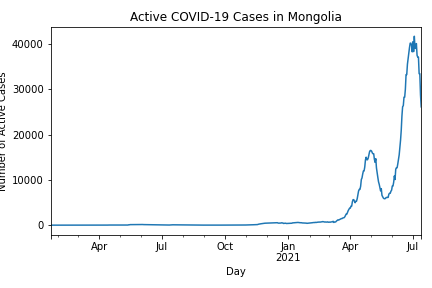 Active COVID-19 Cases in Mongolia
Number of Active Cases
40000
30000
20000
10000
0
Apr
Jul
Oct
Jan
2021
Apr
Jul
Day